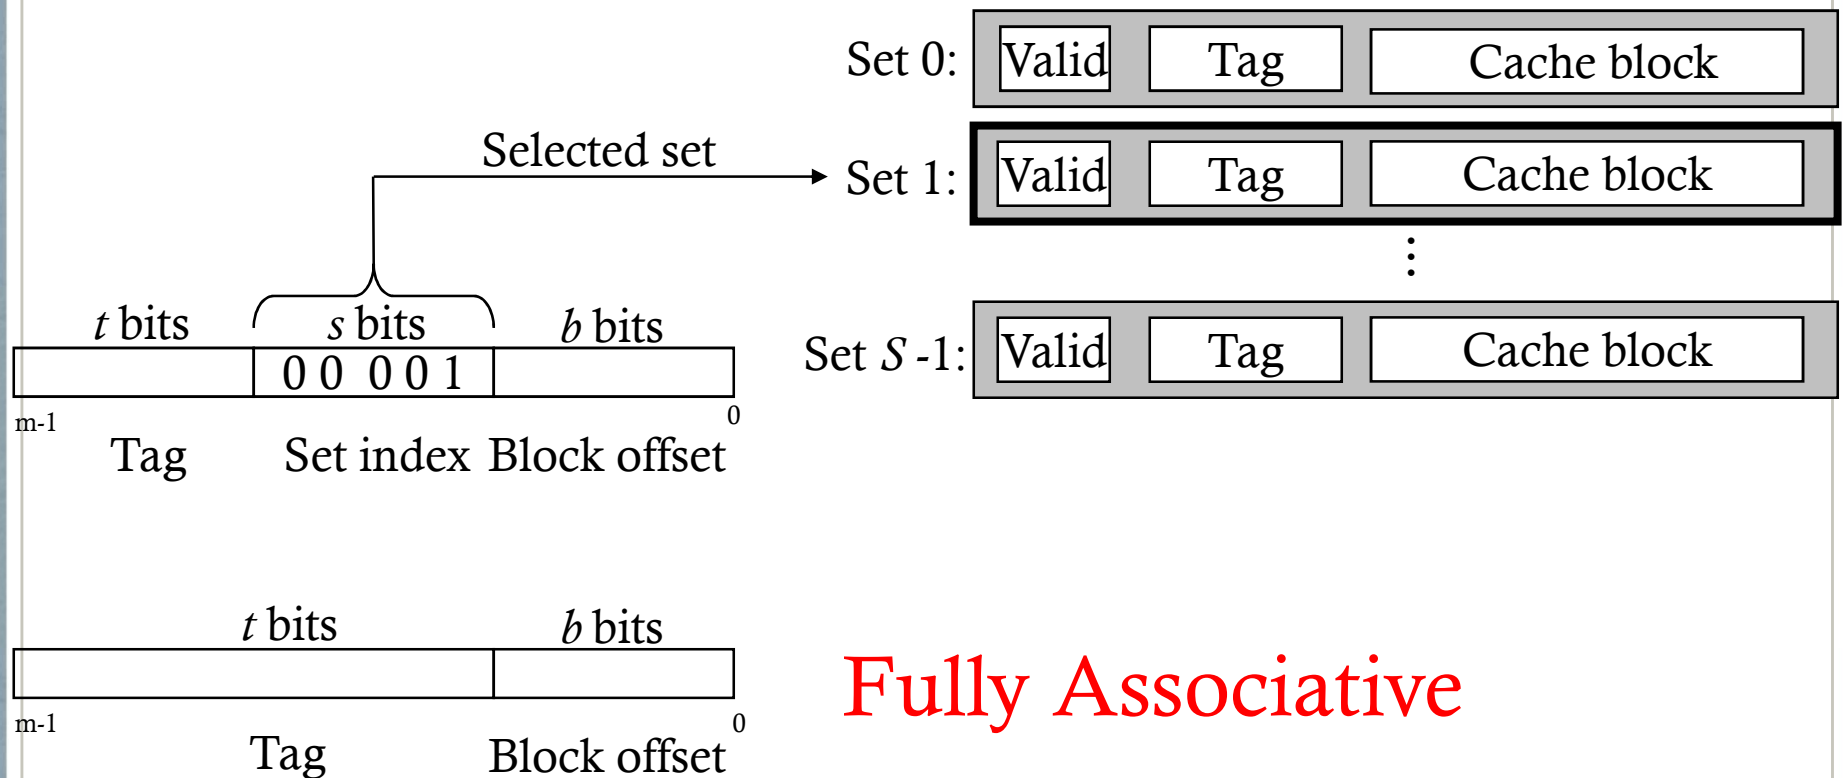 Set 0: Valid Tag Cache block
Selected set
Set 1: Valid Tag Cache block
⋮
t bits s bits b bits
Set S -1: Valid Tag Cache block
0 0 0 0 1
m-1 0
Tag Set index Block offset
t bits b bits
Fully Associative
m-1 0
Tag Block offset